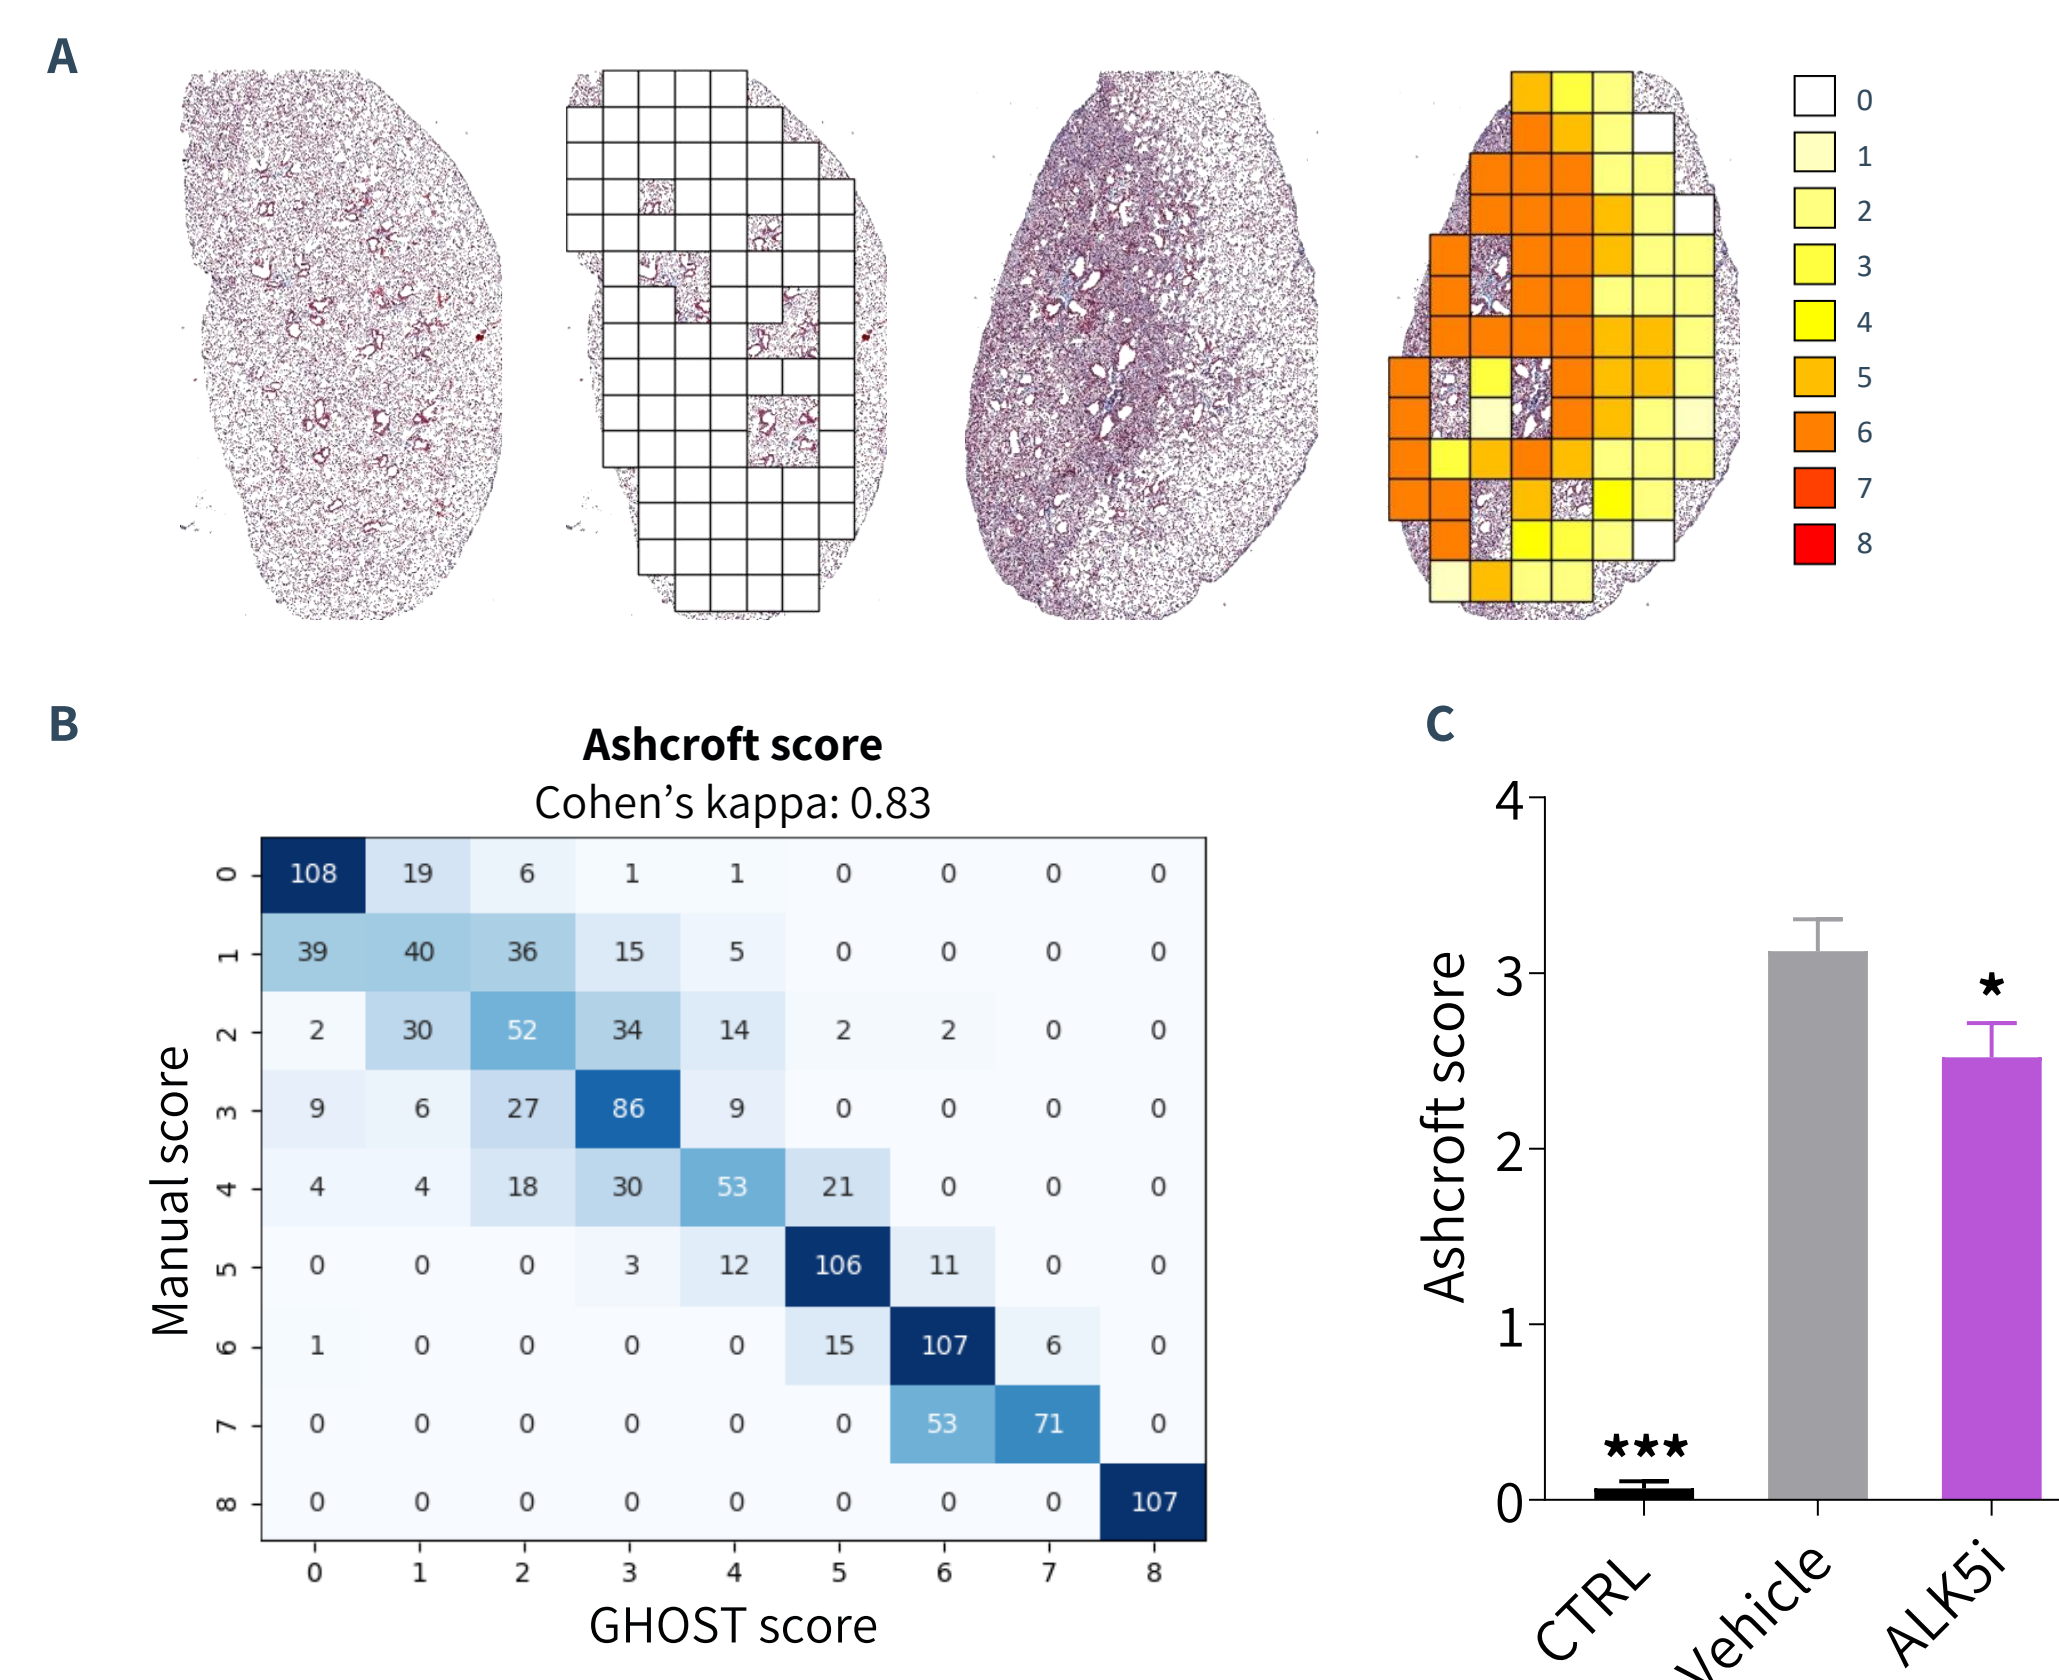 A
0
1
2
3
4
5
6
7
8
B
Ashcroft score
Cohen’s kappa: 0.83
Manual score
0 108 19 6 1 1 0 0 0 0
1 39 40 36 15 5 0 0 0 0
2 2 30 52 34 14 2 2 0 0
3 9 6 27 86 9 0 0 0 0
4 4 4 18 30 53 21 0 0 0
5 0 0 0 3 12 106 11 0 0
6 1 0 0 0 0 15 107 6 0
7 0 0 0 0 0 0 53 71 0
8 0 0 0 0 0 0 0 0 107
0 1 2 3 4 5 6 7 8
GHOST score
C
Ashcroft score
4
3
2
1
0
***
*
CTRL
Vehicle
ALK5i